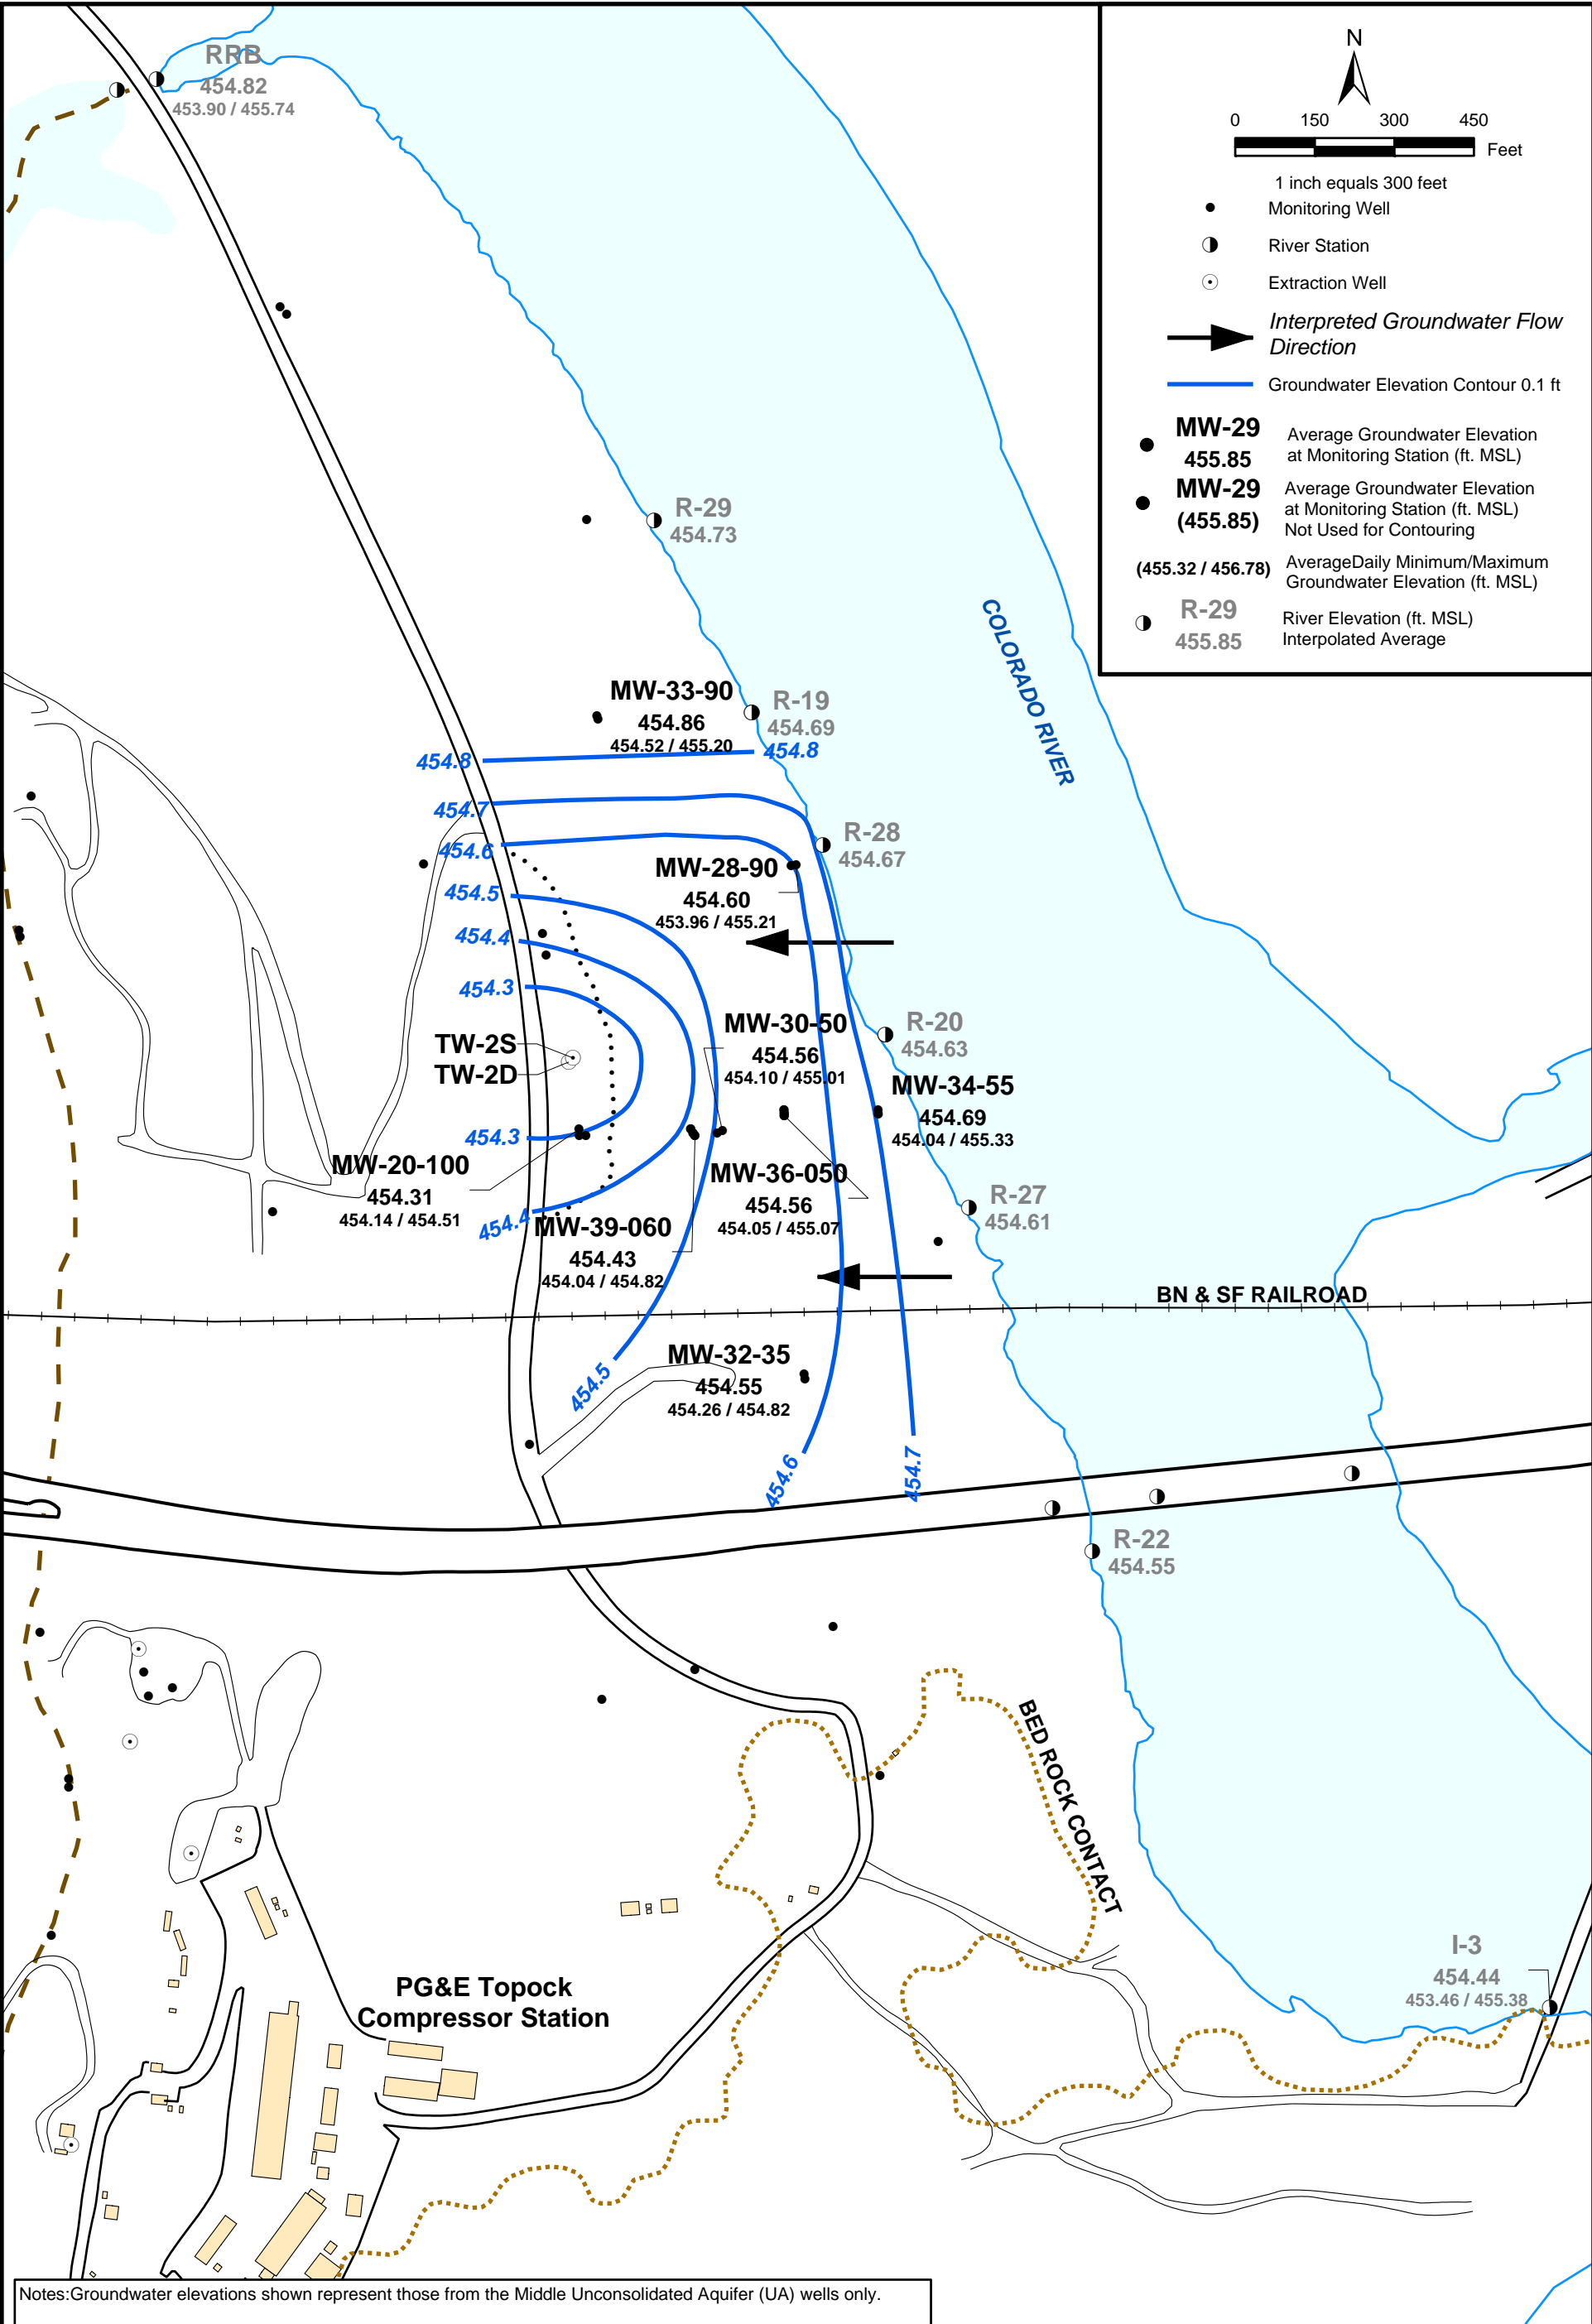 RRB
454.82
453.90 / 455.74
N
0 150 300 450
Feet
1 inch equals 300 feet
Monitoring Well
River Station
Extraction Well
Interpreted Groundwater Flow
Direction
Groundwater Elevation Contour 0.1 ft
MW-29
455.85
Average Groundwater Elevation
at Monitoring Station (ft. MSL)
MW-29
(455.85)
Average Groundwater Elevation
at Monitoring Station (ft. MSL)
Not Used for Contouring
(455.32 / 456.78)
AverageDaily Minimum/Maximum
Groundwater Elevation (ft. MSL)
R-29
455.85
River Elevation (ft. MSL)
Interpolated Average
R-29
454.73
COLORADO RIVER
MW-33-90
454.86
454.52 / 455.20
R-19
454.69
454.8
454.8
454.7
454.6
R-28
454.67
MW-28-90
454.60
453.96 / 455.21
454.5
454.4
454.3
TW-2S
TW-2D
MW-30-50
454.56
454.10 / 455.01
R-20
454.63
MW-34-55
454.69
454.04 / 455.33
454.3
MW-20-100
454.31
454.14 / 454.51
MW-36-050
454.56
454.05 / 455.07
R-27
454.61
454.4
MW-39-060
454.43
454.04 / 454.82
BN & SF RAILROAD
MW-32-35
454.55
454.26 / 454.82
454.5
454.6
454.7
R-22
454.55
BED ROCK CONTACT
I-3
454.44
453.46 / 455.38
PG&E Topock
Compressor Station
Notes:Groundwater elevations shown represent those from the Middle Unconsolidated Aquifer (UA) wells only.